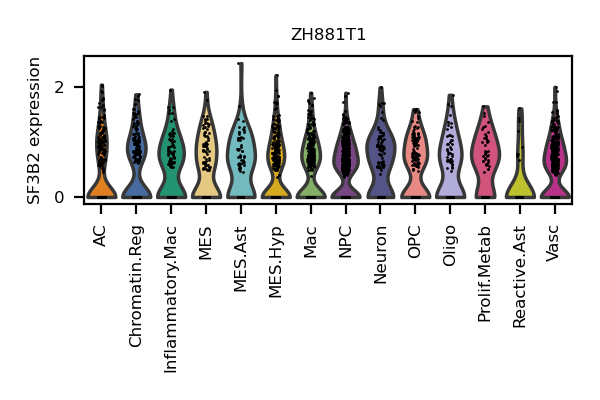 ZH881T1
SF3B2 expression
2
0
AC
Chromatin.Reg
Inflammatory.Mac
MES
MES.Ast
MES.Hyp
Mac
NPC
Neuron
OPC
Oligo
Prolif.Metab
Reactive.Ast
Vasc